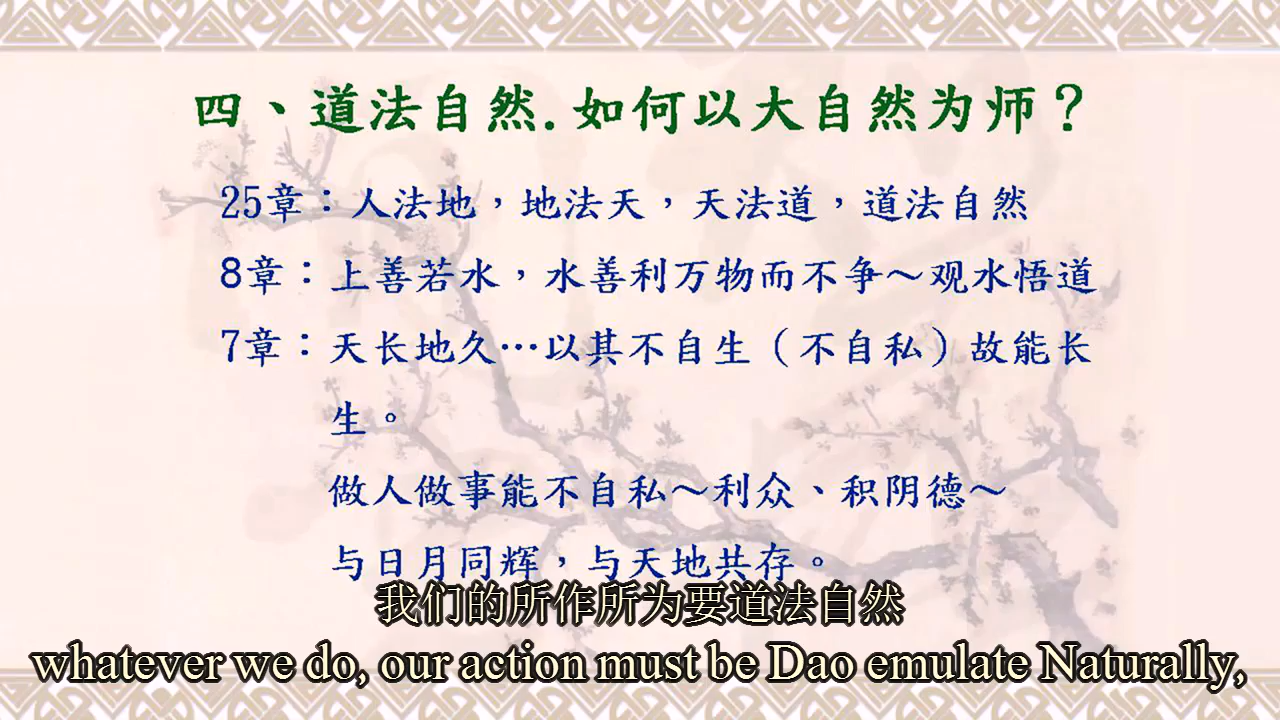 四、道法自然.如何以大自然为师？
25章：人法地，地法天，天法道，道法自然
8章：上善若水，水善利万物而不争～观水悟道
7章：天长地久…以其不自生（不自私）故能长
生。
做人做事能不自私～利众、积阴德～
与日月同辉，与天地共存。
我们的所作所为要道法自然
whatever we do, our action must be Dao emulate Naturally,